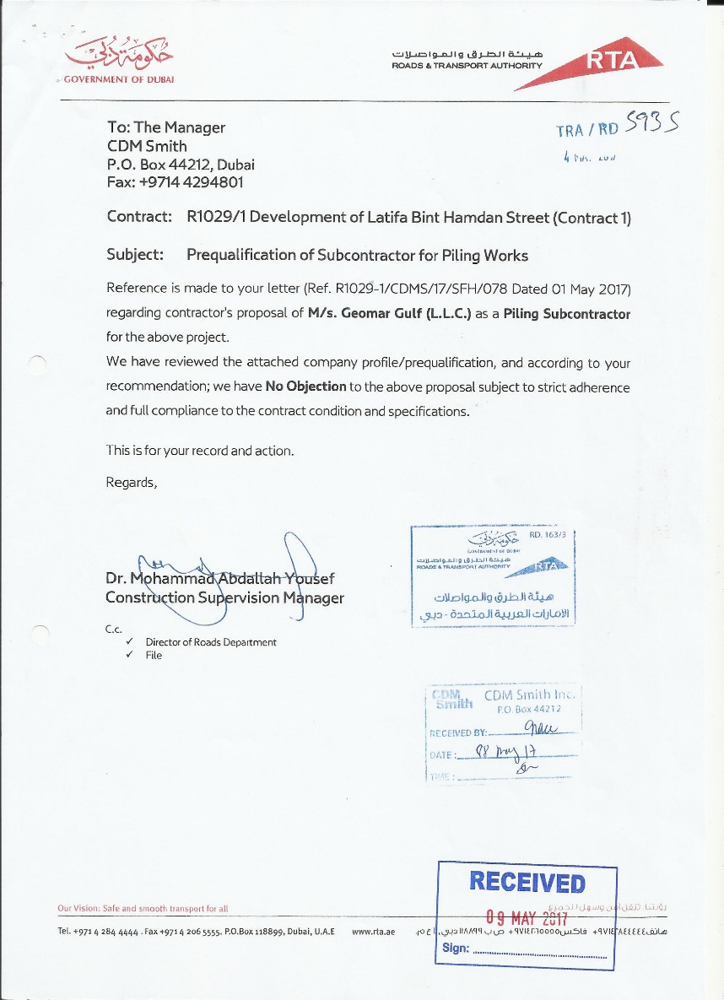 حكومة دبي
GOVERNMENT OF DUBAI
هيئة الطرق والمواصلات
ROADS & TRANSPORT AUTHORITY
RTA
To: The Manager
CDM Smith
P.O. Box 44212, Dubai
Fax: +9714 4294801
TRA / RD 5935
Contract: R1029/1 Development of Latifa Bint Hamdan Street (Contract 1)
Subject: Prequalification of Subcontractor for Piling Works
Reference is made to your letter (Ref. R1029-1/CDMS/17/SFH/078 Dated 01 May 2017)
regarding contractor's proposal of M/s. Geomar Gulf (L.L.C.) as a Piling Subcontractor
for the above project.
We have reviewed the attached company profile/prequalification, and according to your
recommendation; we have No Objection to the above proposal subject to strict adherence
and full compliance to the contract condition and specifications.
This is for your record and action.
Regards,
Dr. Mohammad Abdallah Yousef
Construction Supervision Manager
C.c.
✓ Director of Roads Department
✓ File
حكومة دبي
RD. 163/3
GOVERNMENT OF DUBAI
هيئة الطرق والمواصلات
ROADS & TRANSPORT AUTHORITY
RTA
هيئة الطرق والمواصلات
الامارات العربية المتحدة - دبي
CDM Smith
CDM Smith Inc.
P.O. Box 44212
RECEIVED BY:
DATE: 08 May 17
TIME:
RECEIVED
09 MAY 2017
Sign:
Our Vision: Safe and smooth transport for all
Tel. +971 4 284 4444 . Fax +971 4 206 5555. P.O.Box 118899, Dubai, U.A.E www.rta.ae